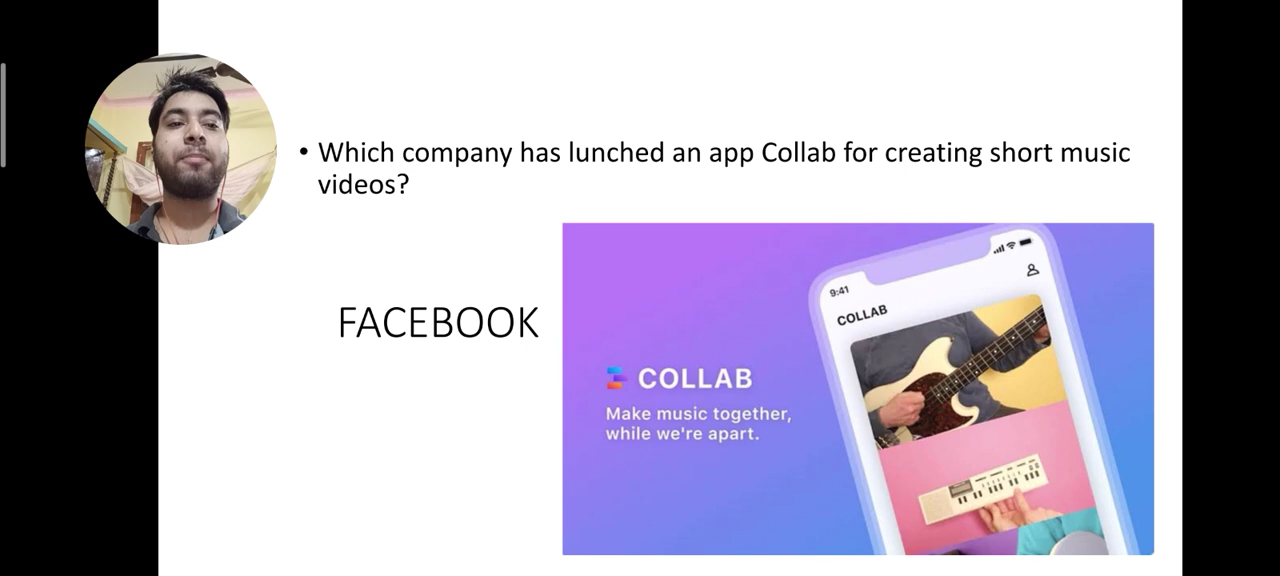 • Which company has lunched an app Collab for creating short music
videos?
FACEBOOK
9:41
COLLAB
COLLAB
Make music together,
while we're apart.